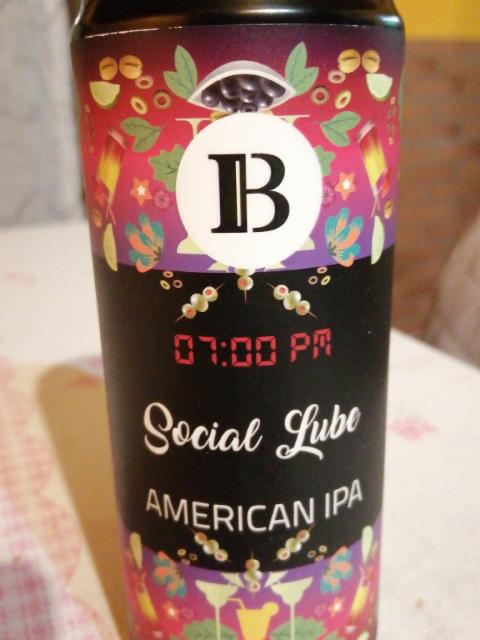 B
07:00 PM
Social Lube
AMERICAN IPA